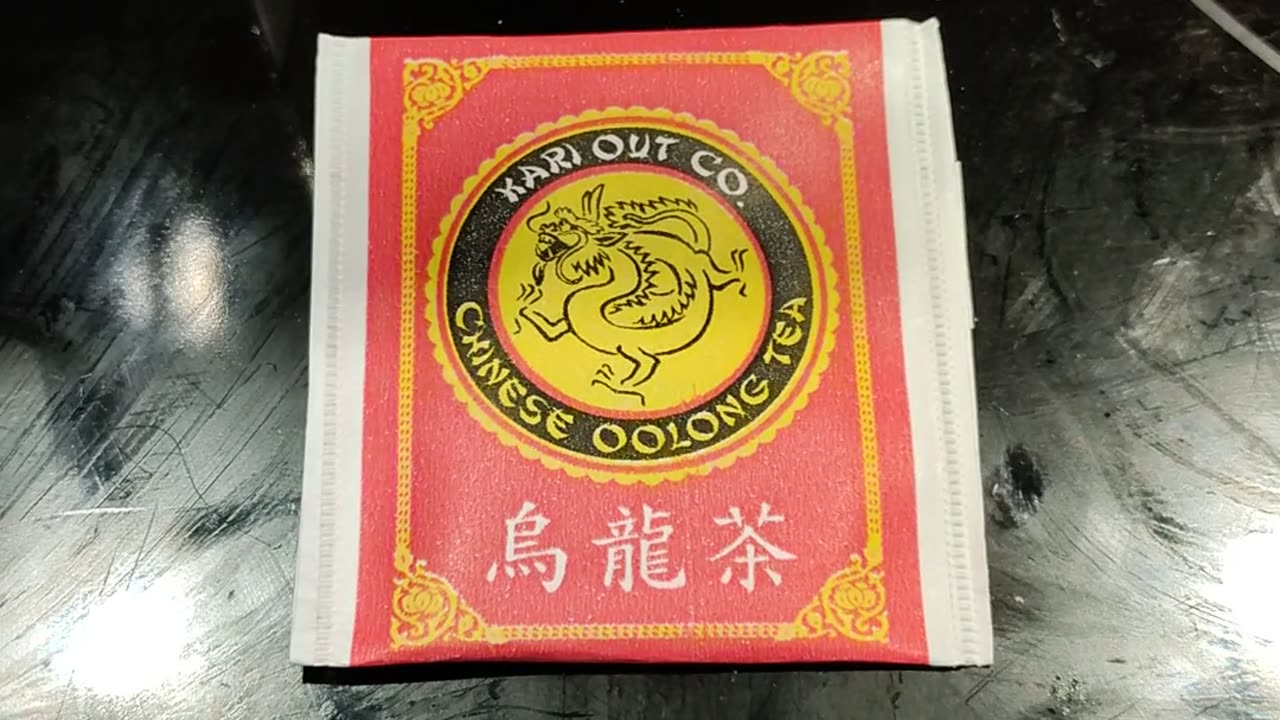 KARI OUT CO.
CHINESE OOLONG TEA
烏龍茶